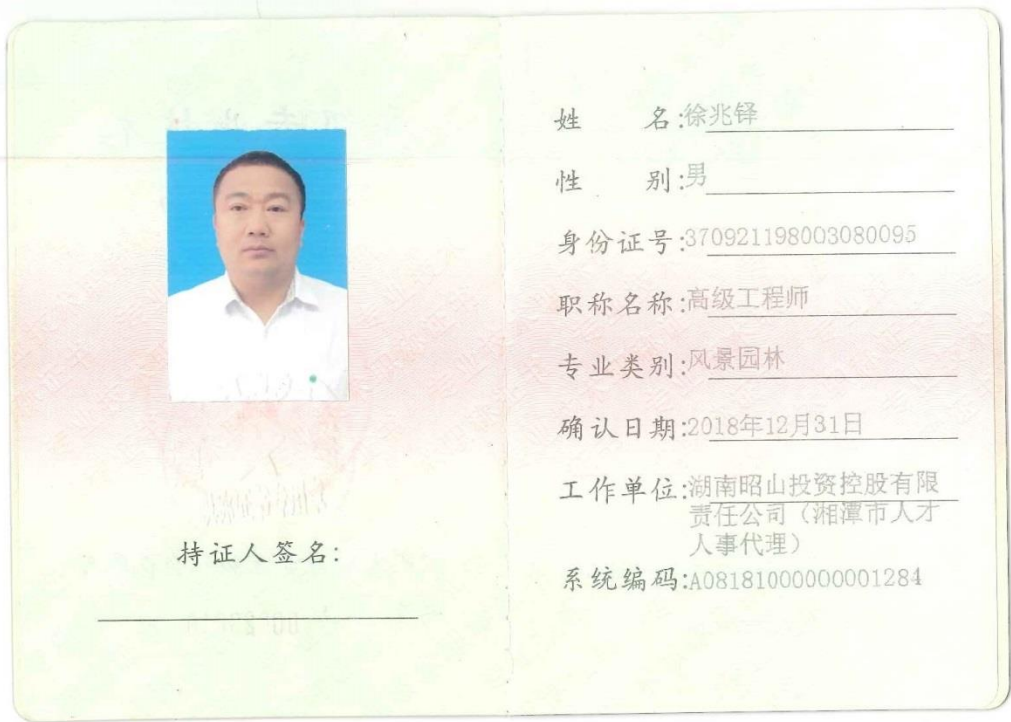 持证人签名:
姓 名:徐兆铎
性 别:男
身份证号:370921198003080095
职称名称:高级工程师
专业类别:风景园林
确认日期:2018年12月31日
工作单位:湖南昭山投资控股有限
责任公司（湘潭市人才
人事代理）
系统编码:A08181000000001284